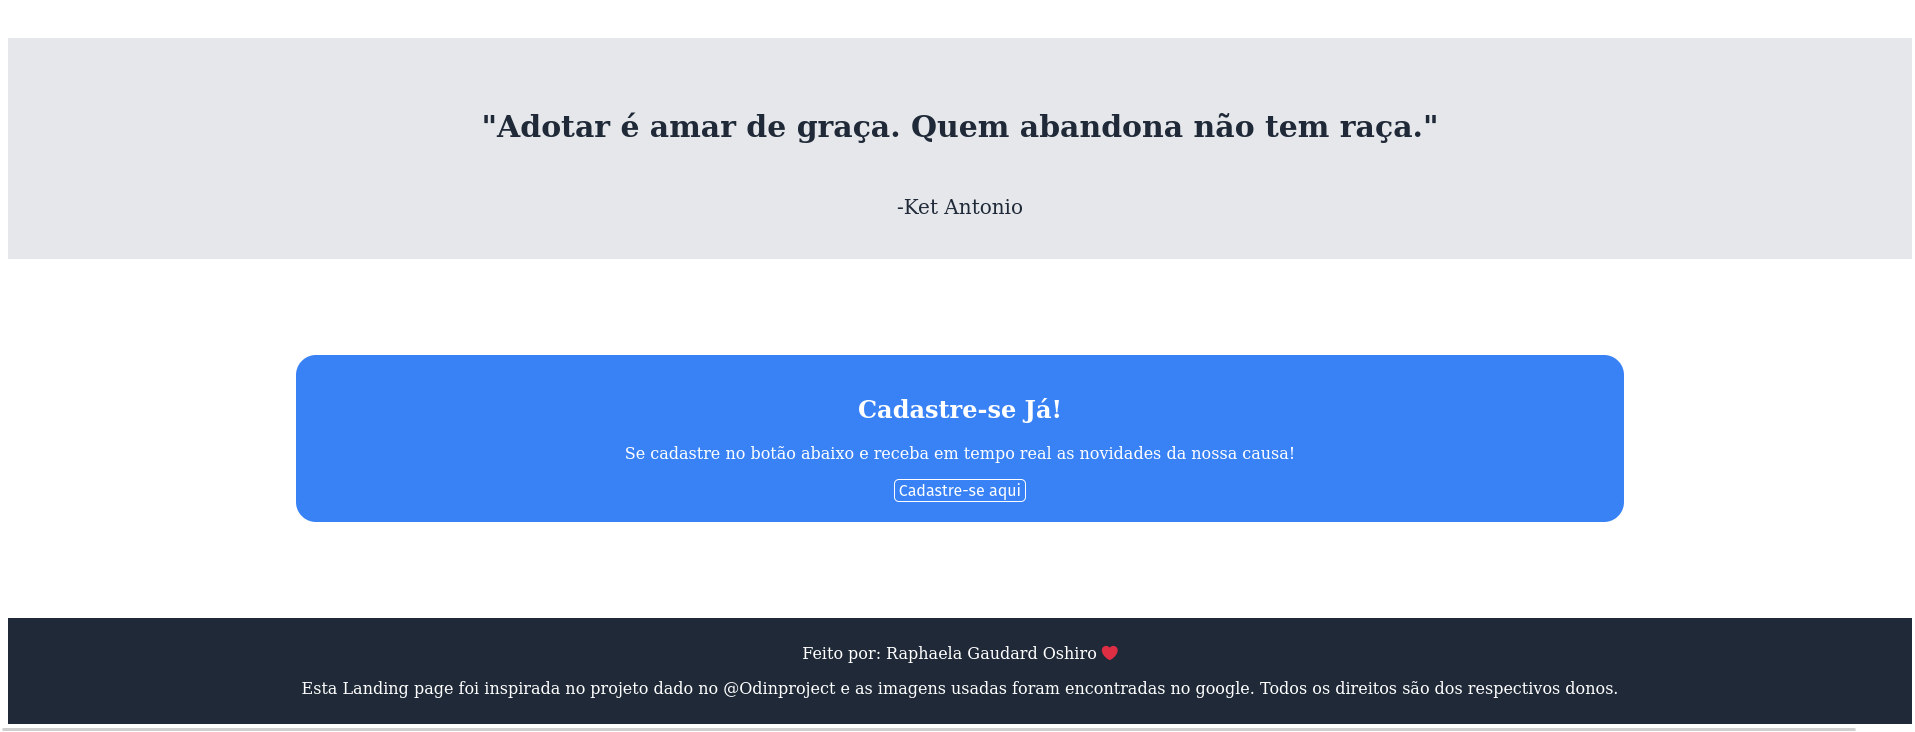 "Adotar é amar de graça. Quem abandona não tem raça."
-Ket Antonio
Cadastre-se Já!
Se cadastre no botão abaixo e receba em tempo real as novidades da nossa causa!
Cadastre-se aqui
Feito por: Raphaela Gaudard Oshiro ❤
Esta Landing page foi inspirada no projeto dado no @Odinproject e as imagens usadas foram encontradas no google. Todos os direitos são dos respectivos donos.